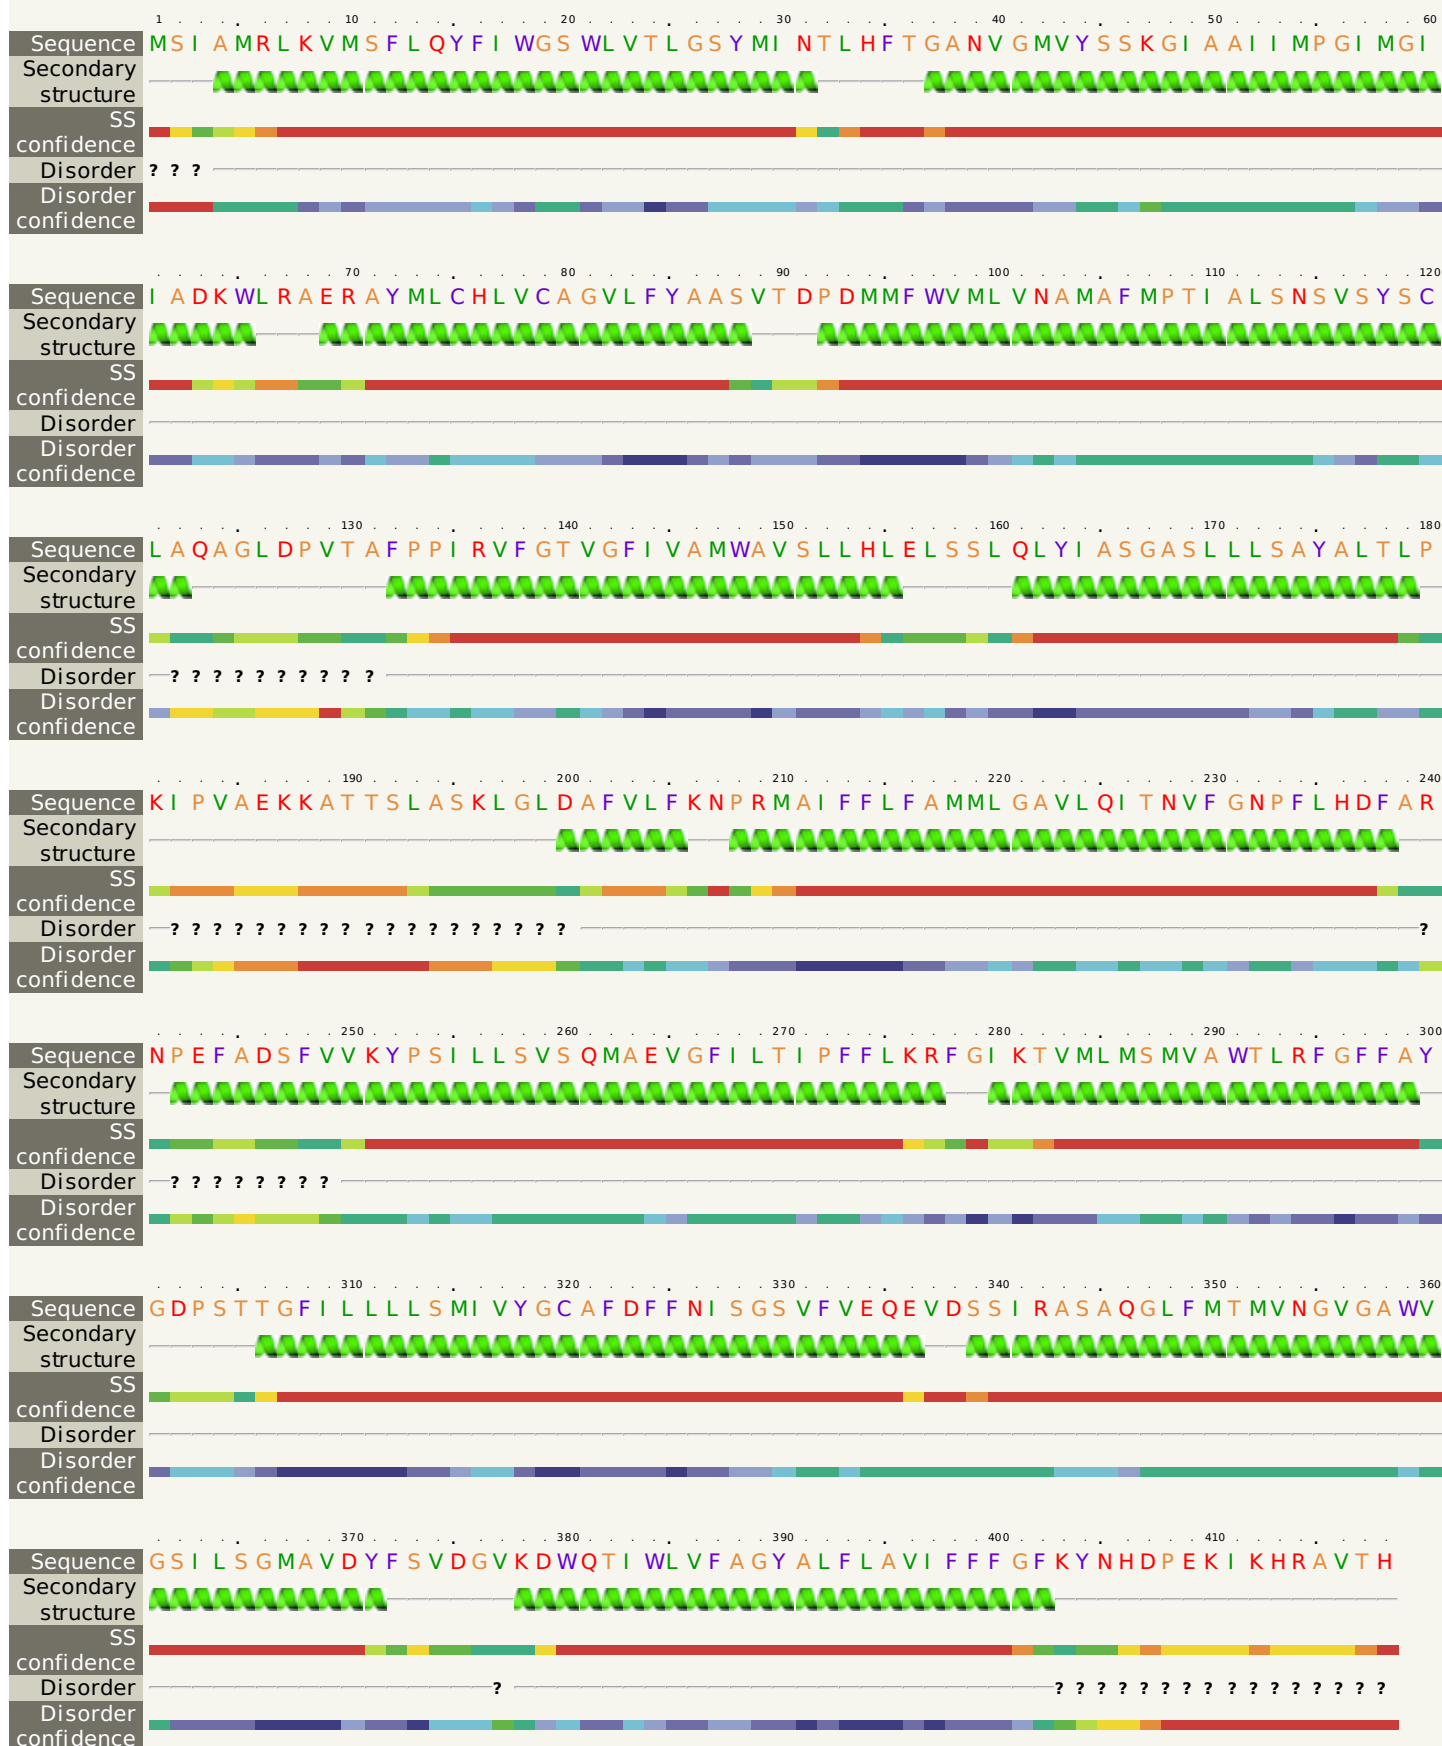 1 10 20 30 40 50 60
Sequence MSIAMRLKVMSFLQYFIWGSWLVTLGSYMINTLHFTGANVGMVYSSKGIAAIIMPGIMGI
Secondary
structure
SS
confidence
Disorder ? ? ?
Disorder
confidence
70 80 90 100 110 120
Sequence IADKWLRAERAYMLCHLVCAGVLFYAASVTDPDMMFWVMLVNAMAFMPTIALSNSVSYSC
Secondary
structure
SS
confidence
Disorder
Disorder
confidence
130 140 150 160 170 180
Sequence LAQAGLDPVTAFPPIRVFGTVGFIVAMWAVSLLHLELSSLQLYIASGASLLLSAYALTLP
Secondary
structure
SS
confidence
Disorder ? ? ? ? ? ? ? ? ? ?
Disorder
confidence
190 200 210 220 230 240
Sequence KIPVAEKKATTSLASKLGLDAFVLFKNPRMAIFFLFAMMLGAVLQITNVFGNPFLHDFAR
Secondary
structure
SS
confidence
Disorder ? ? ? ? ? ? ? ? ? ? ? ? ? ? ? ? ? ? ? ?
Disorder
confidence
250 260 270 280 290 300
Sequence NPEFADSFVVKYPSILLSVSQMAEVGFILTIPFFLKRFGIKTVMLMSMVAWTLRFGFFAY
Secondary
structure
SS
confidence
Disorder ? ? ? ? ? ? ? ?
Disorder
confidence
310 320 330 340 350 360
Sequence GDPSTTGFILLLLSMIVYGCAFDFFNISGSVFVEQEVDSSIRASAQGLFMTMVNGVGAWV
Secondary
structure
SS
confidence
Disorder
Disorder
confidence
370 380 390 400 410
Sequence GSILSGMAVDYFSVDGVKDWQTIWLVFAGYALFLAVIFFFGFKYNHDPEKIKHRAVTH
Secondary
structure
SS
confidence
Disorder ? ? ? ? ? ? ? ? ? ? ? ? ? ? ? ? ?
Disorder
confidence